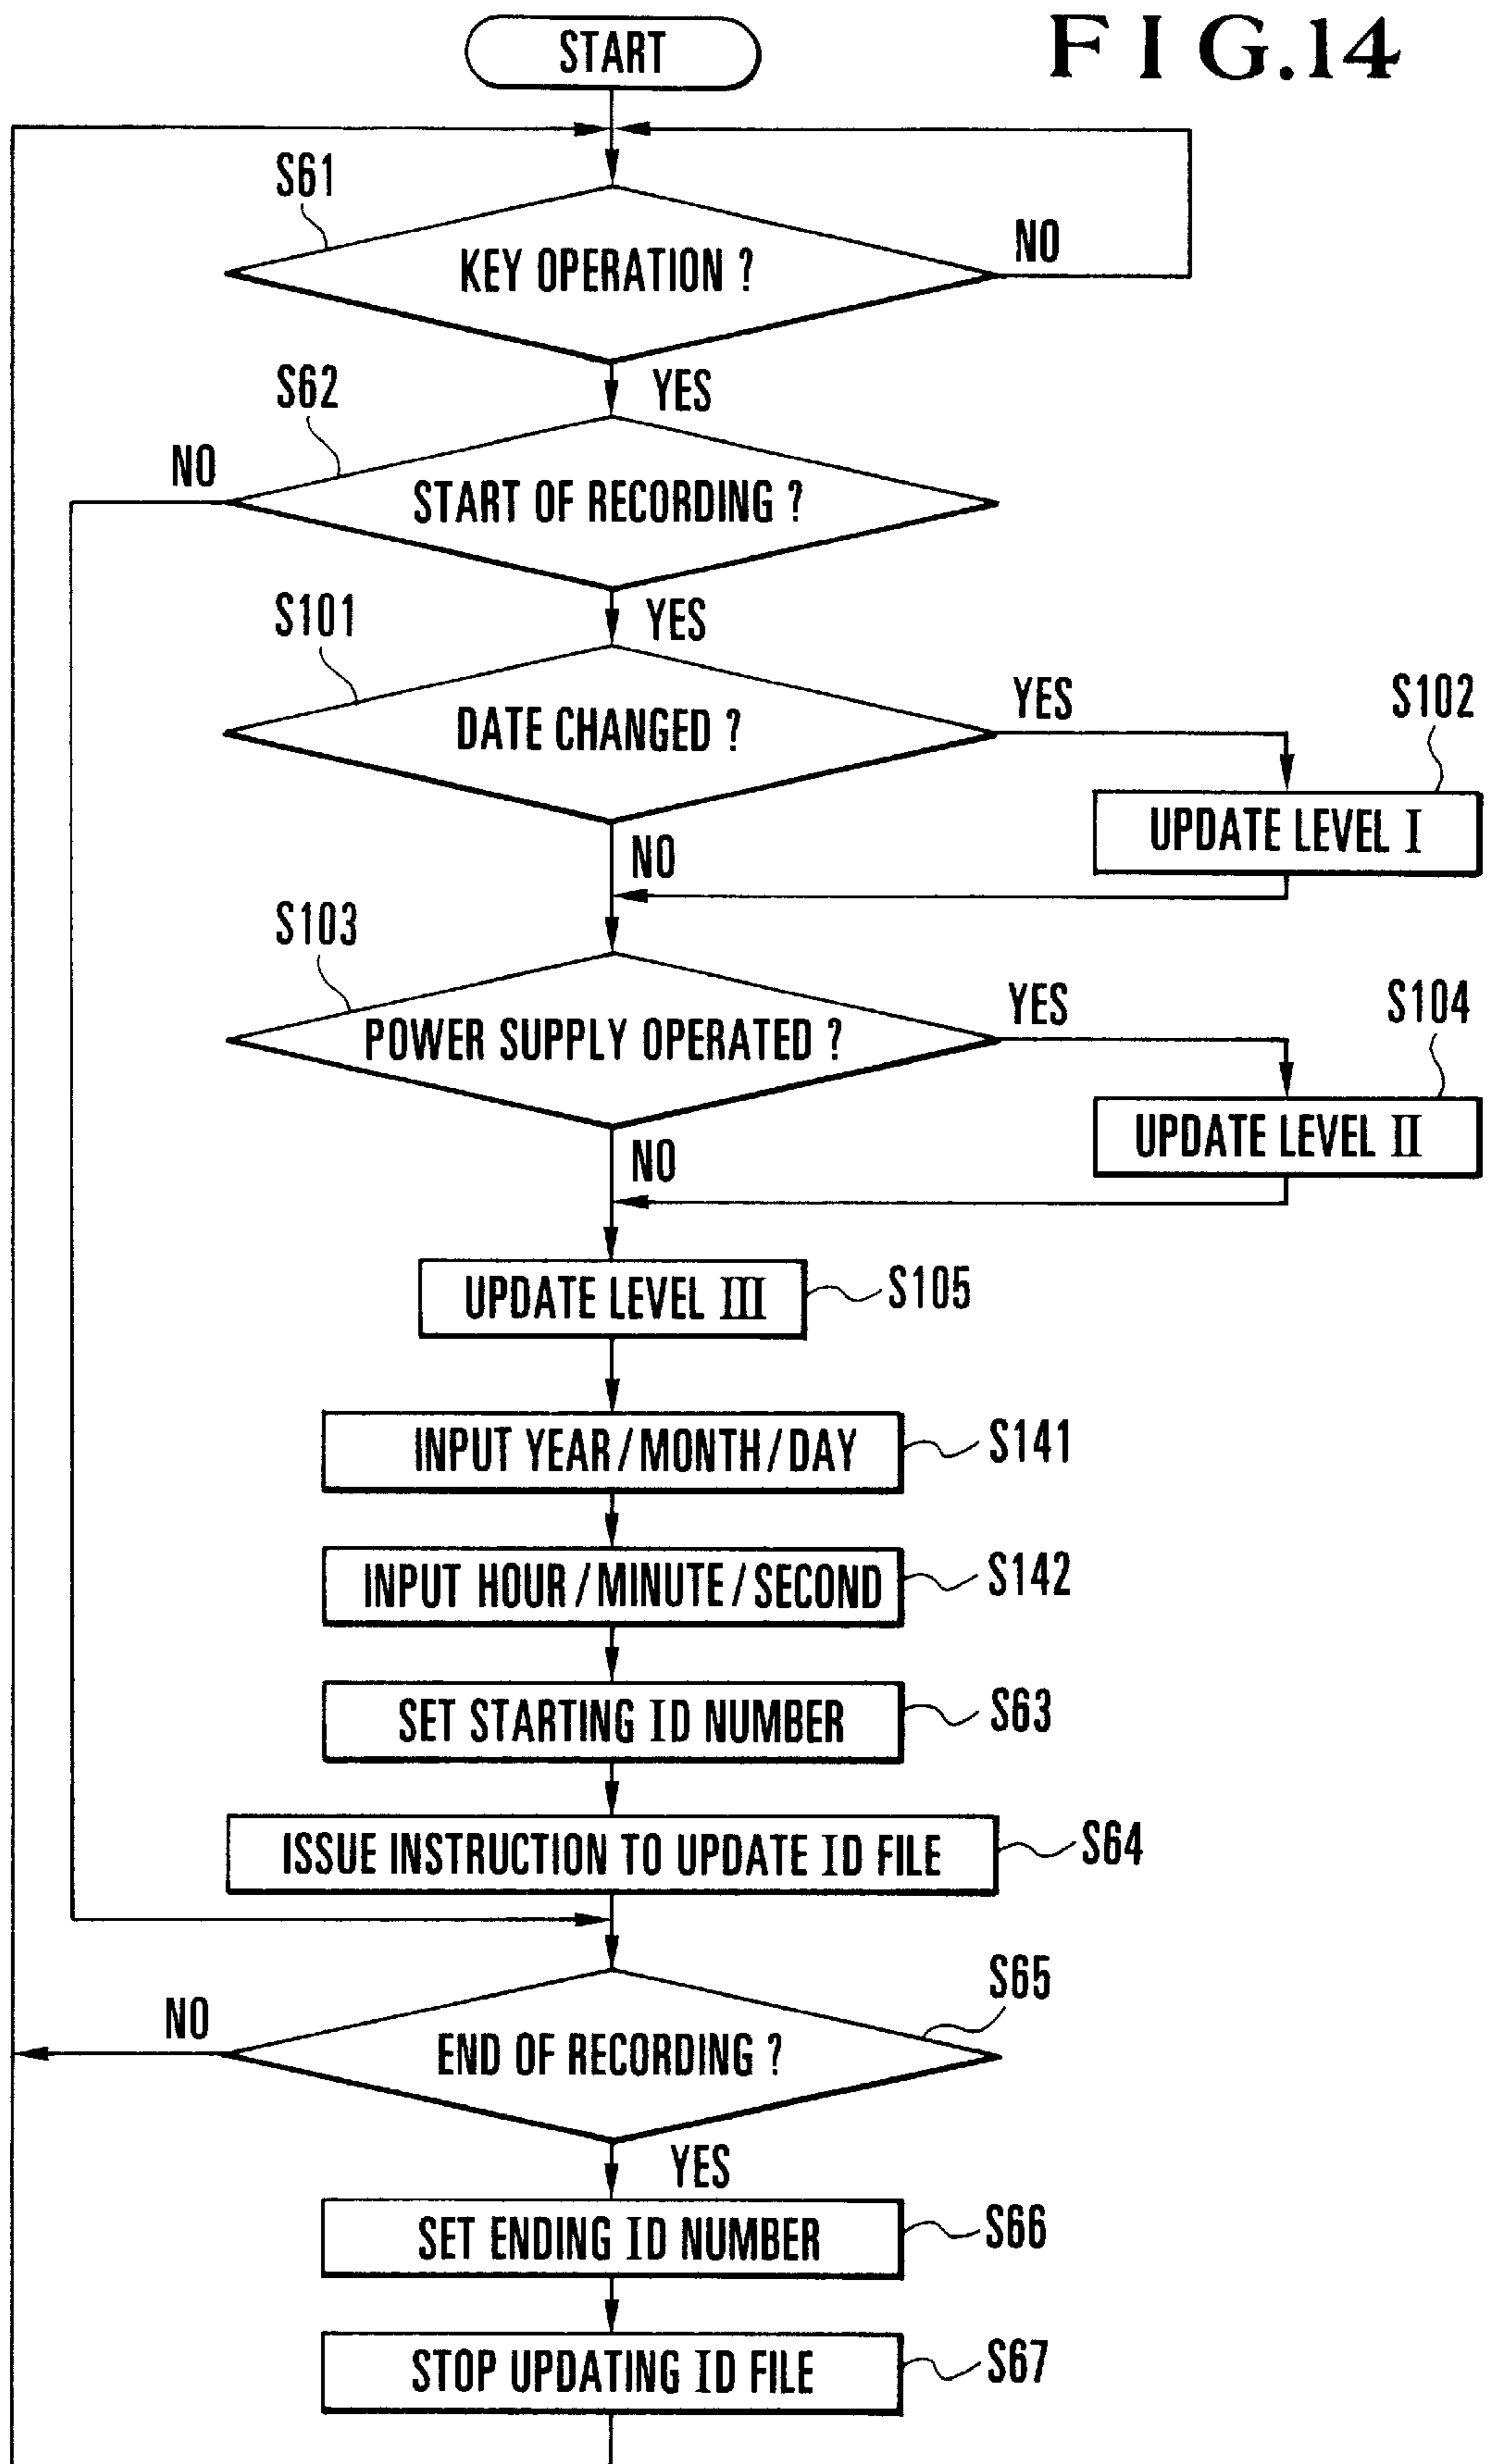 START
FIG.14
S61
KEY OPERATION ?
NO
YES
S62
NO
START OF RECORDING ?
YES
S101
DATE CHANGED ?
YES
S102
UPDATE LEVEL I
NO
S103
POWER SUPPLY OPERATED ?
YES
S104
UPDATE LEVEL II
NO
UPDATE LEVEL III
S105
INPUT YEAR/MONTH/DAY
S141
INPUT HOUR/MINUTE/SECOND
S142
SET STARTING ID NUMBER
S63
ISSUE INSTRUCTION TO UPDATE ID FILE
S64
S65
NO
END OF RECORDING ?
YES
SET ENDING ID NUMBER
S66
STOP UPDATING ID FILE
S67